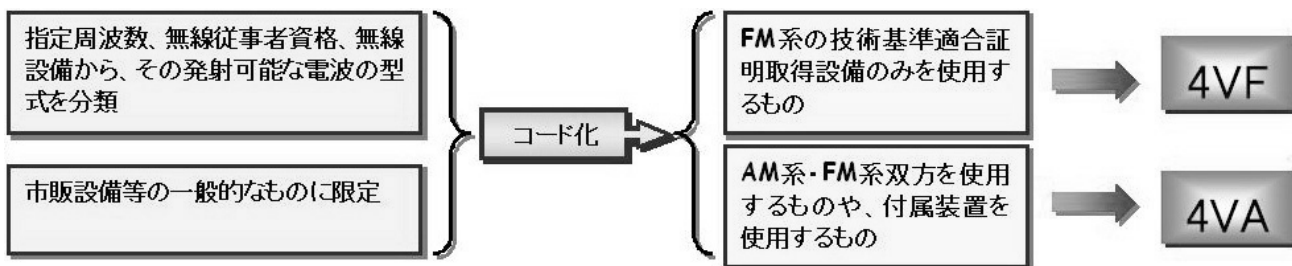 指定周波数、無線従事者資格、無線
設備から、その発射可能な電波の型
式を分類
市販設備等の一般的なものに限定
コード化
FM系の技術基準適合証
明取得設備のみを使用す
るもの
4VF
AM系・FM系双方を使用
するものや、付属装置を
使用するもの
4VA